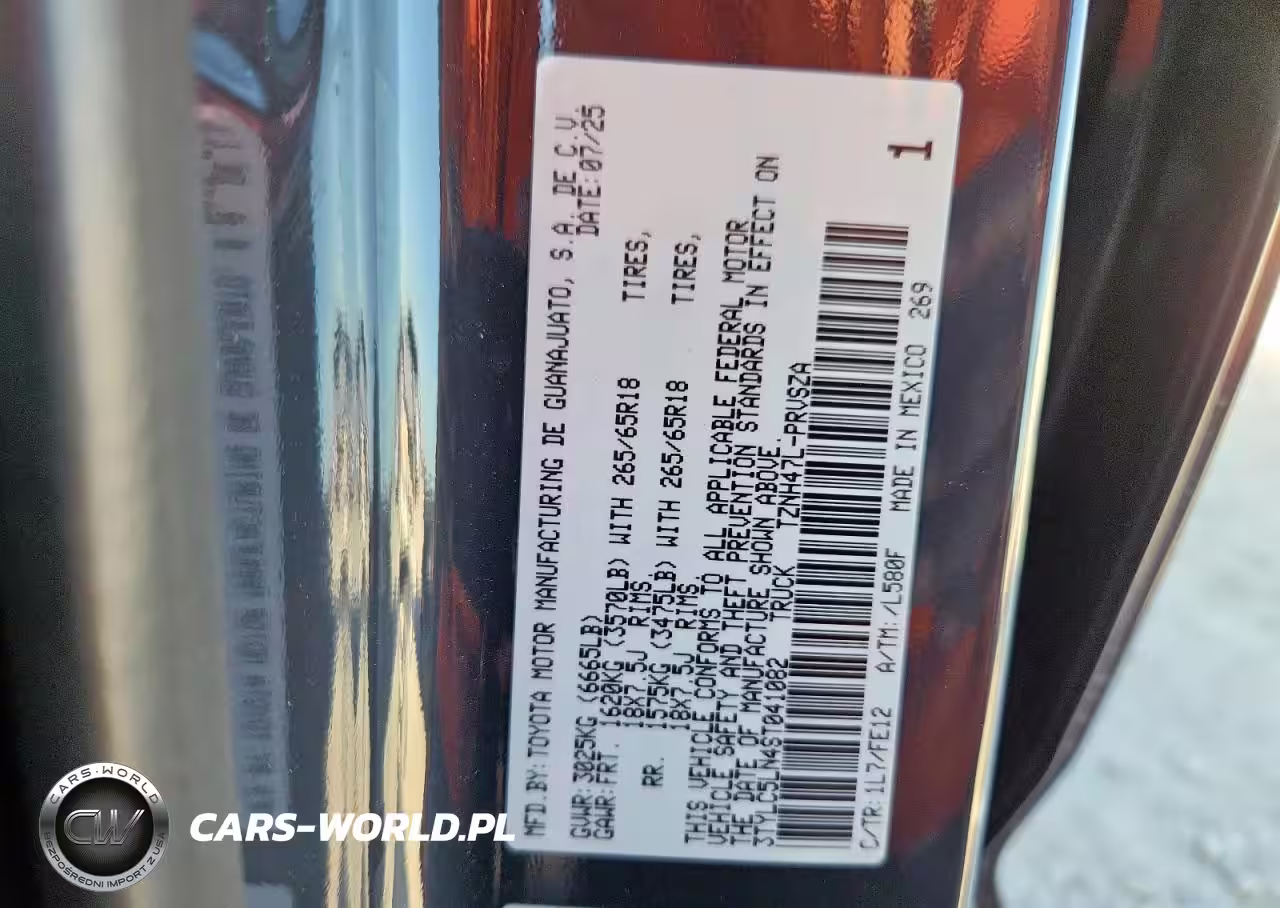 MFD.BY:TOYOTA MOTOR MANUFACTURING DE GUANAJUATO, S.A. DE C.V.
DATE:07/25
GVWR:3025KG (6665LB)
GAWR:FRT. 1620KG (3570LB) WITH 265/65R18 TIRES,
18X7.5J RIMS
RR. 1575KG (3475LB) WITH 265/65R18 TIRES,
18X7.5J RIMS.
THIS VEHICLE CONFORMS TO ALL APPLICABLE FEDERAL MOTOR
VEHICLE SAFETY AND THEFT PREVENTION STANDARDS IN EFFECT ON
THE DATE OF MANUFACTURE SHOWN ABOVE.
3TYLC5LN4ST041082 TRUCK TZNH47L-PRVSZA
C/TR:1L7/FE12 A/TM:/L580F MADE IN MEXICO 269
1
CARS-WORLD
CW
BEZPOŚREDNI IMPORT Z USA
CARS-WORLD.PL